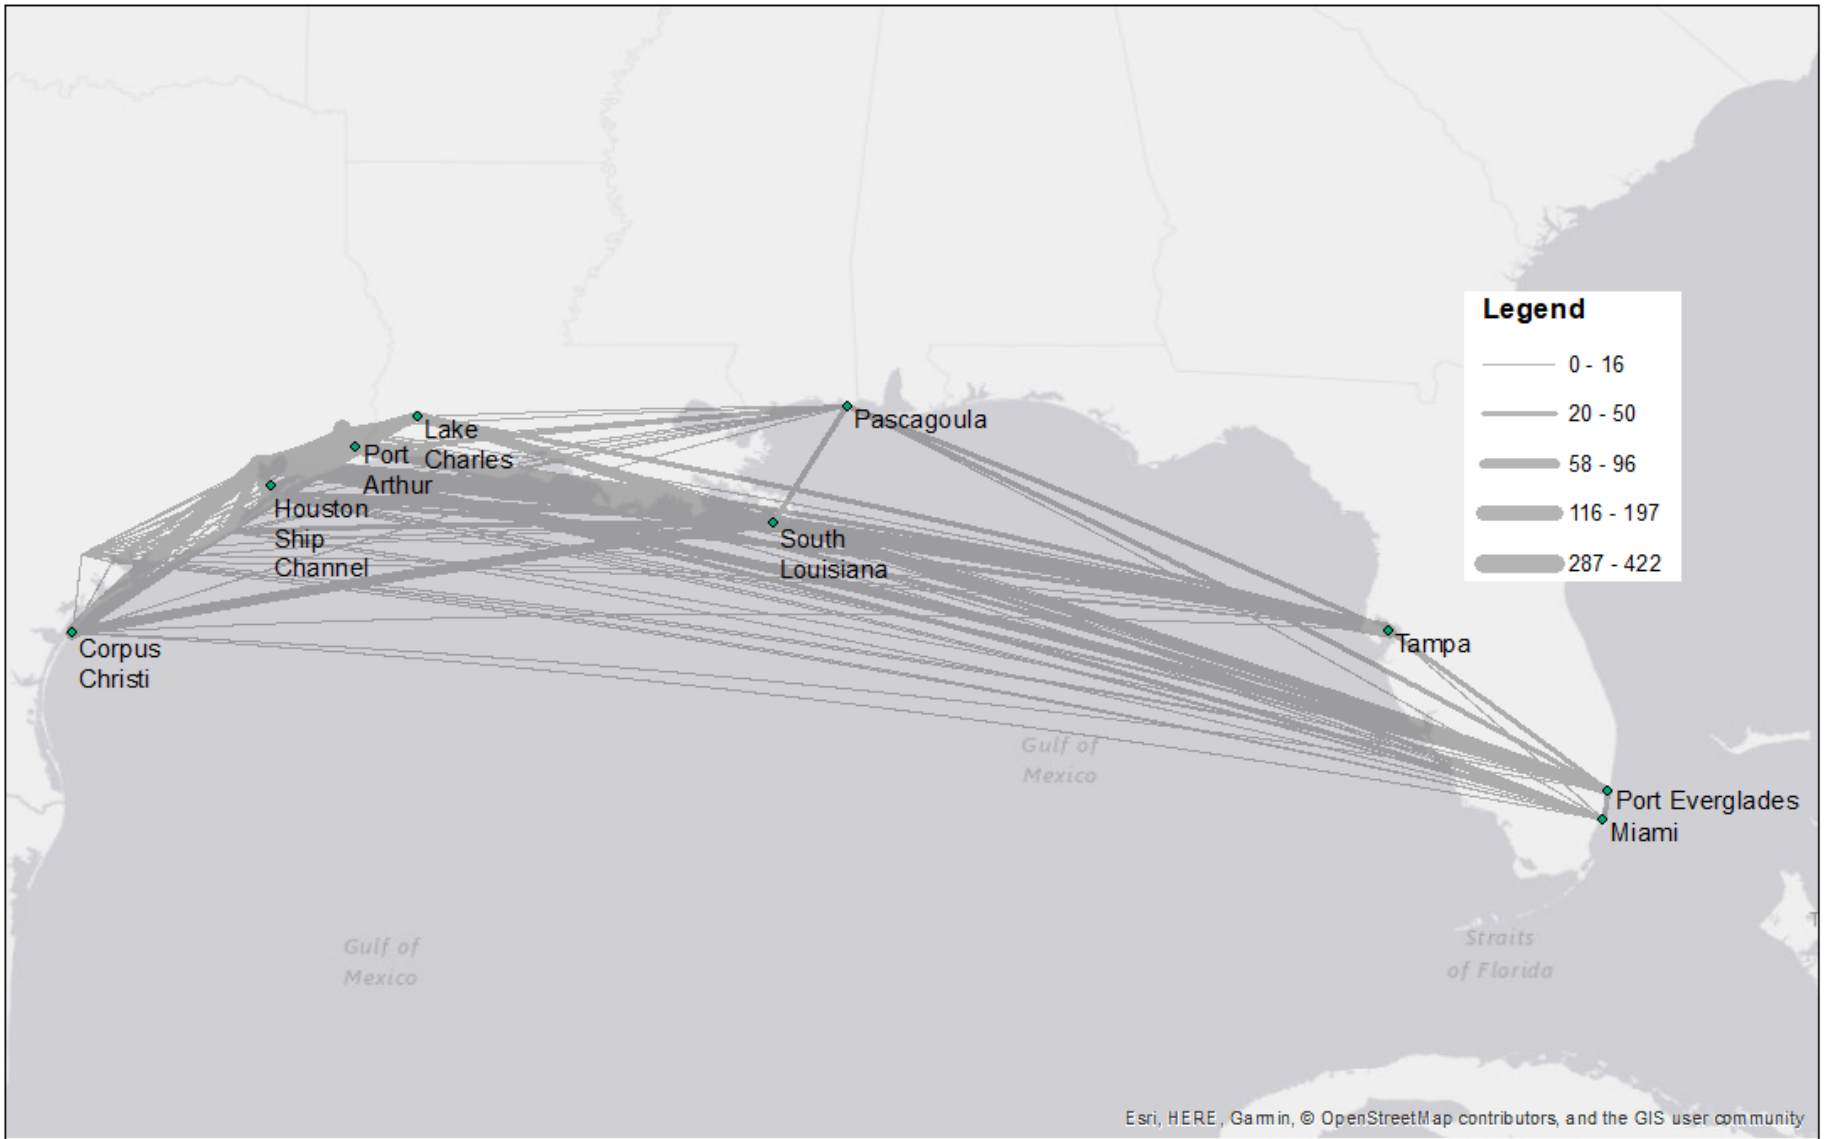 Legend
0 - 16
20 - 50
58 - 96
116 - 197
287 - 422
Pascagoula
Lake
Charles
Port
Arthur
Houston
Ship
Channel
South
Louisiana
Corpus
Christi
Tampa
Gulf of
Mexico
Port Everglades
Miami
Gulf of
Mexico
Straits
of Florida
T
Esri, HERE, Garmin, © OpenStreetMap contributors, and the GIS user community